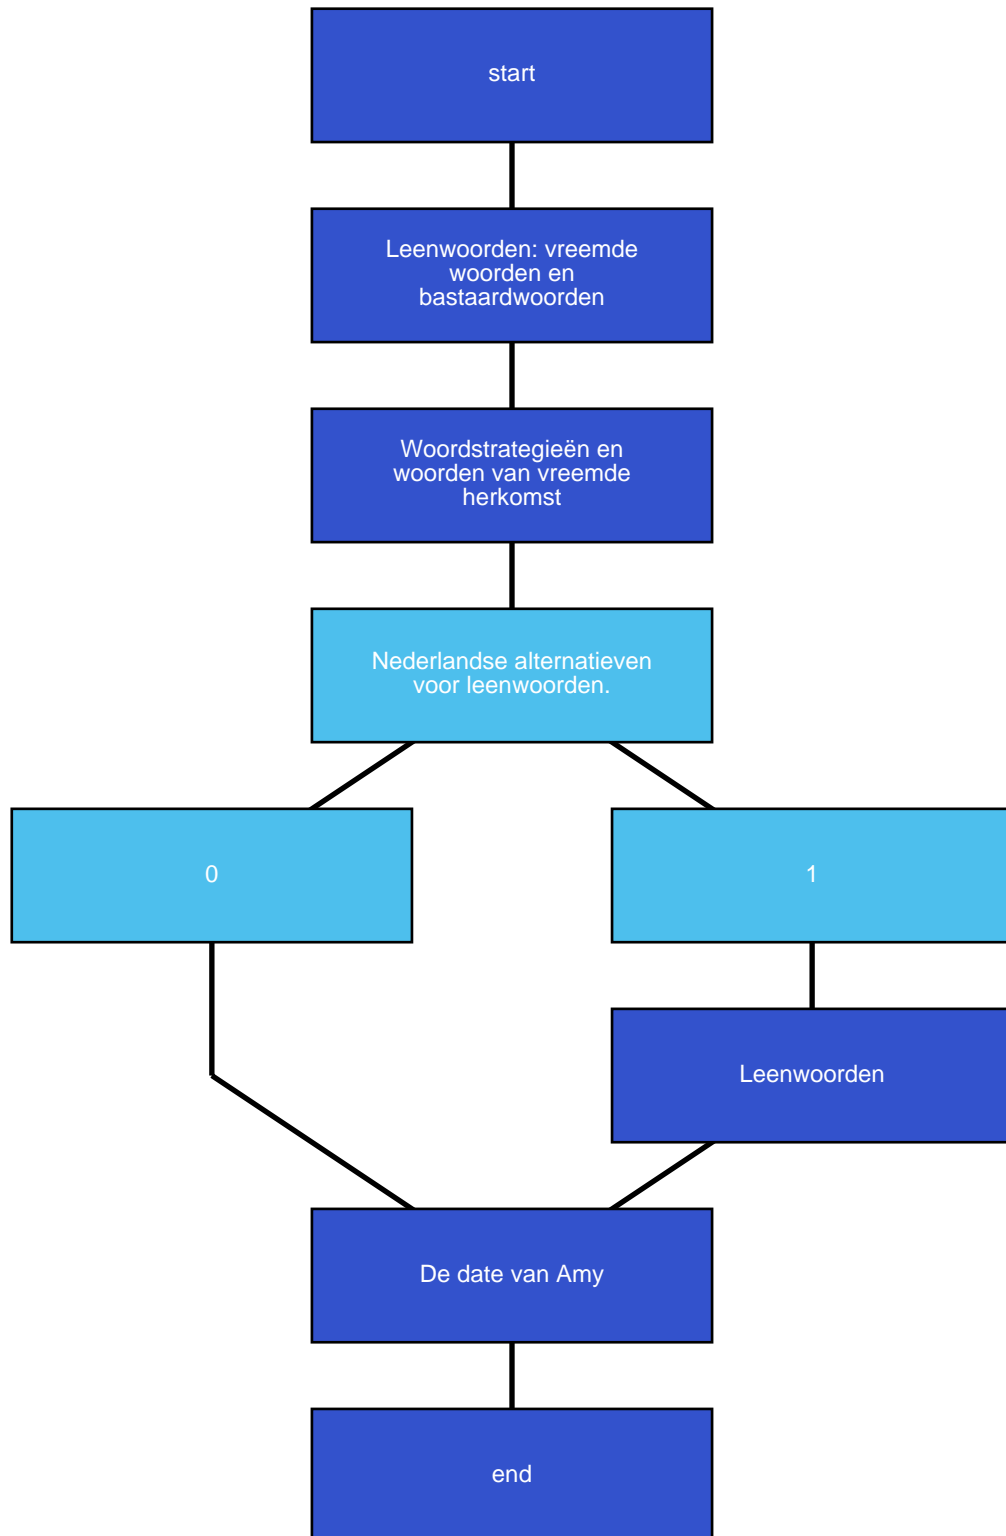 start
Leenwoorden: vreemde
woorden en
bastaardwoorden
Woordstrategieën en
woorden van vreemde
herkomst
Nederlandse alternatieven
voor leenwoorden.
0
1
Leenwoorden
De date van Amy
end